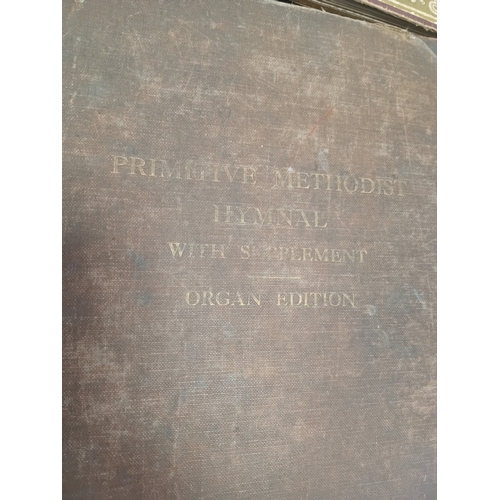 PRIMITIVE METHODIST
HYMNAL
WITH SUPPLEMENT
ORGAN EDITION